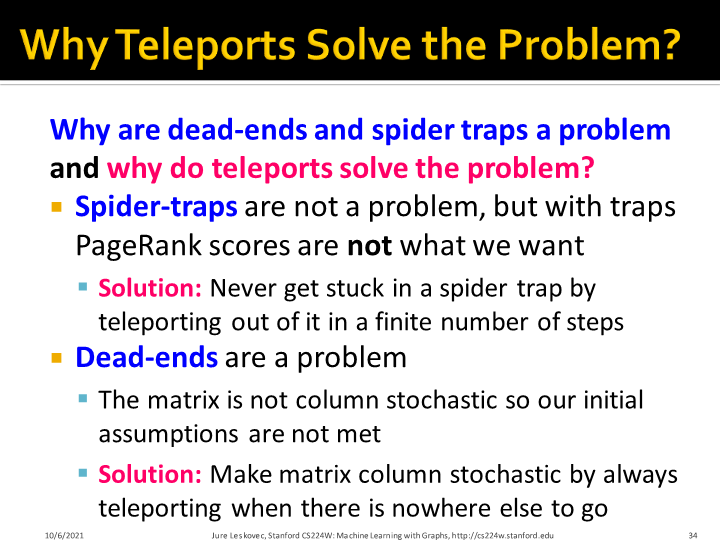 Why Teleports Solve the Problem?
Why are dead-ends and spider traps a problem
and why do teleports solve the problem?
Spider-traps are not a problem, but with traps
PageRank scores are not what we want
Solution: Never get stuck in a spider trap by
teleporting out of it in a finite number of steps
Dead-ends are a problem
The matrix is not column stochastic so our initial
assumptions are not met
Solution: Make matrix column stochastic by always
teleporting when there is nowhere else to go
10/6/2021 Jure Leskovec, Stanford CS224W: Machine Learning with Graphs, http://cs224w.stanford.edu 34